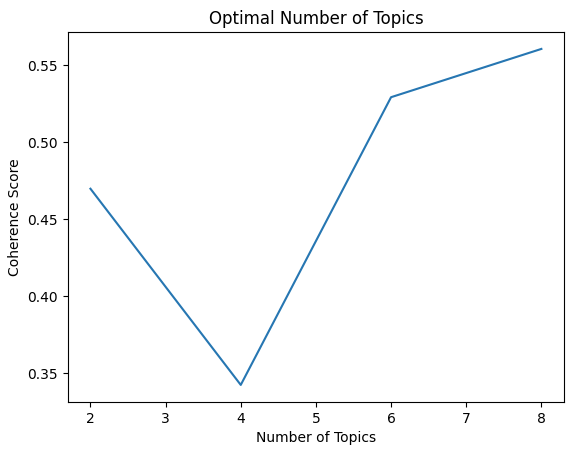 Optimal Number of Topics
Coherence Score
0.55
0.50
0.45
0.40
0.35
2 3 4 5 6 7 8
Number of Topics